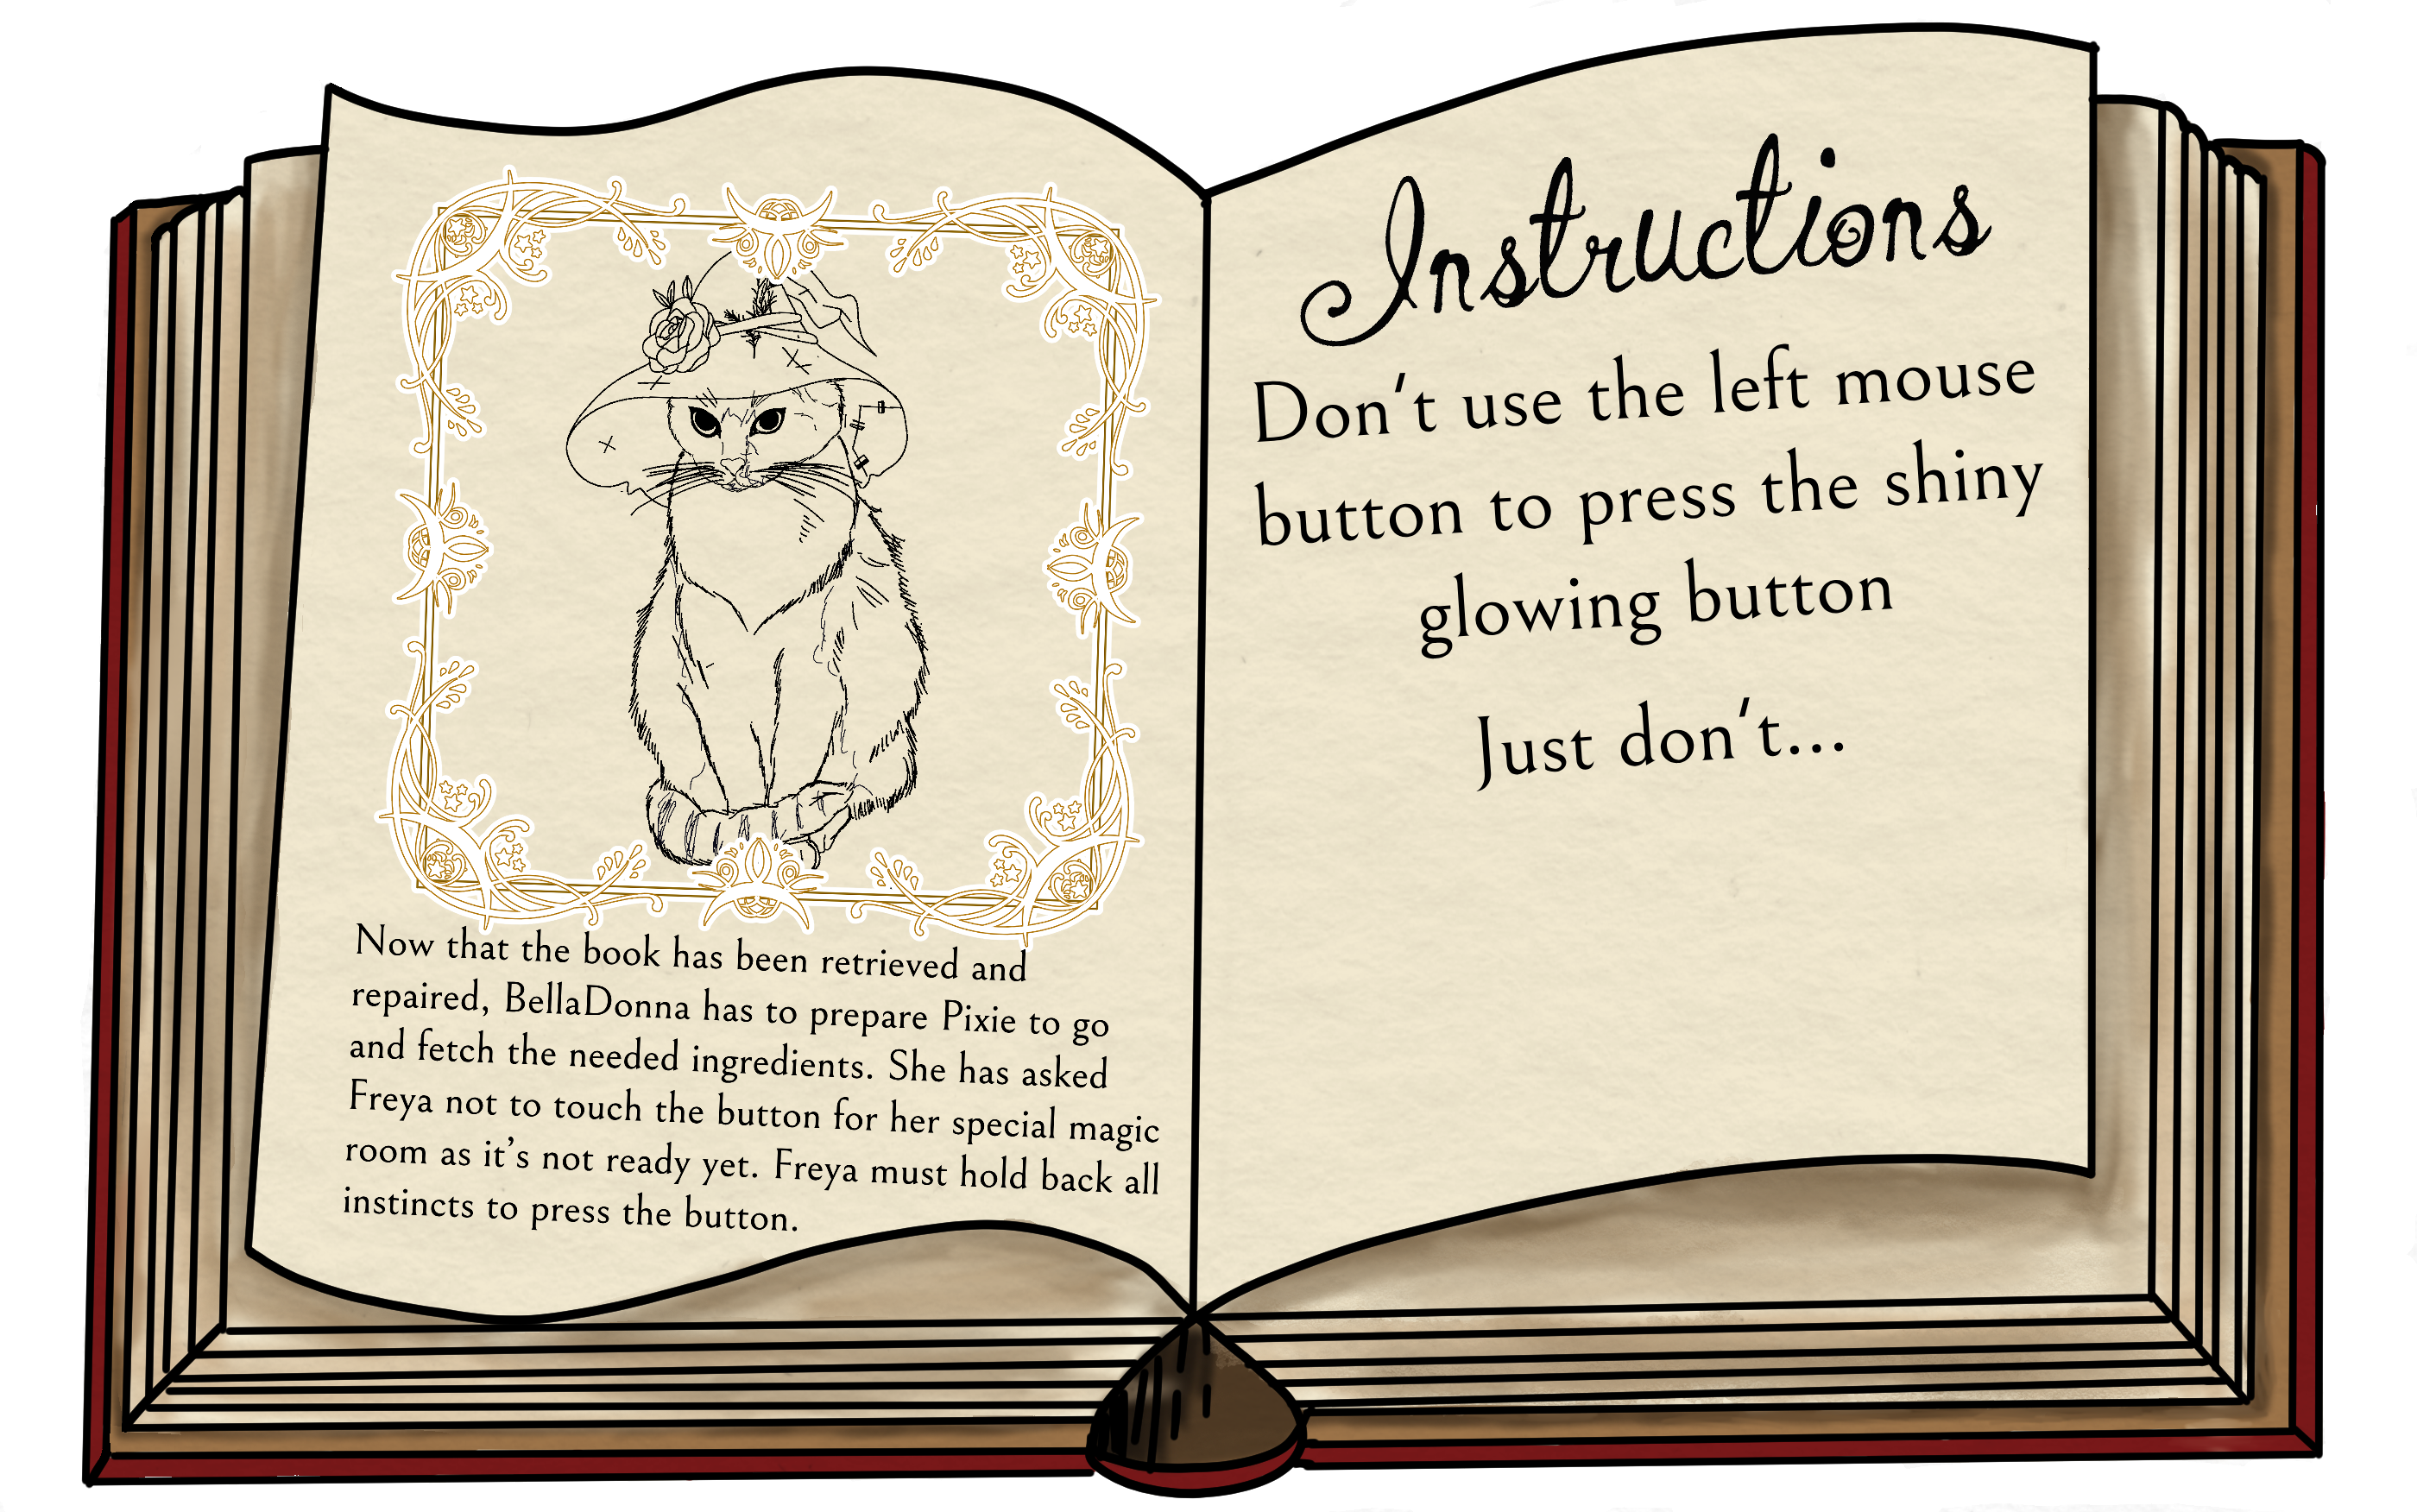 Now that the book has been retrieved and
repaired, BellaDonna has to prepare Pixie to go
and fetch the needed ingredients. She has asked
Freya not to touch the button for her special magic
room as it's not ready yet. Freya must hold back all
instincts to press the button.
Instructions
Don't use the left mouse
button to press the shiny
glowing button
Just don't...